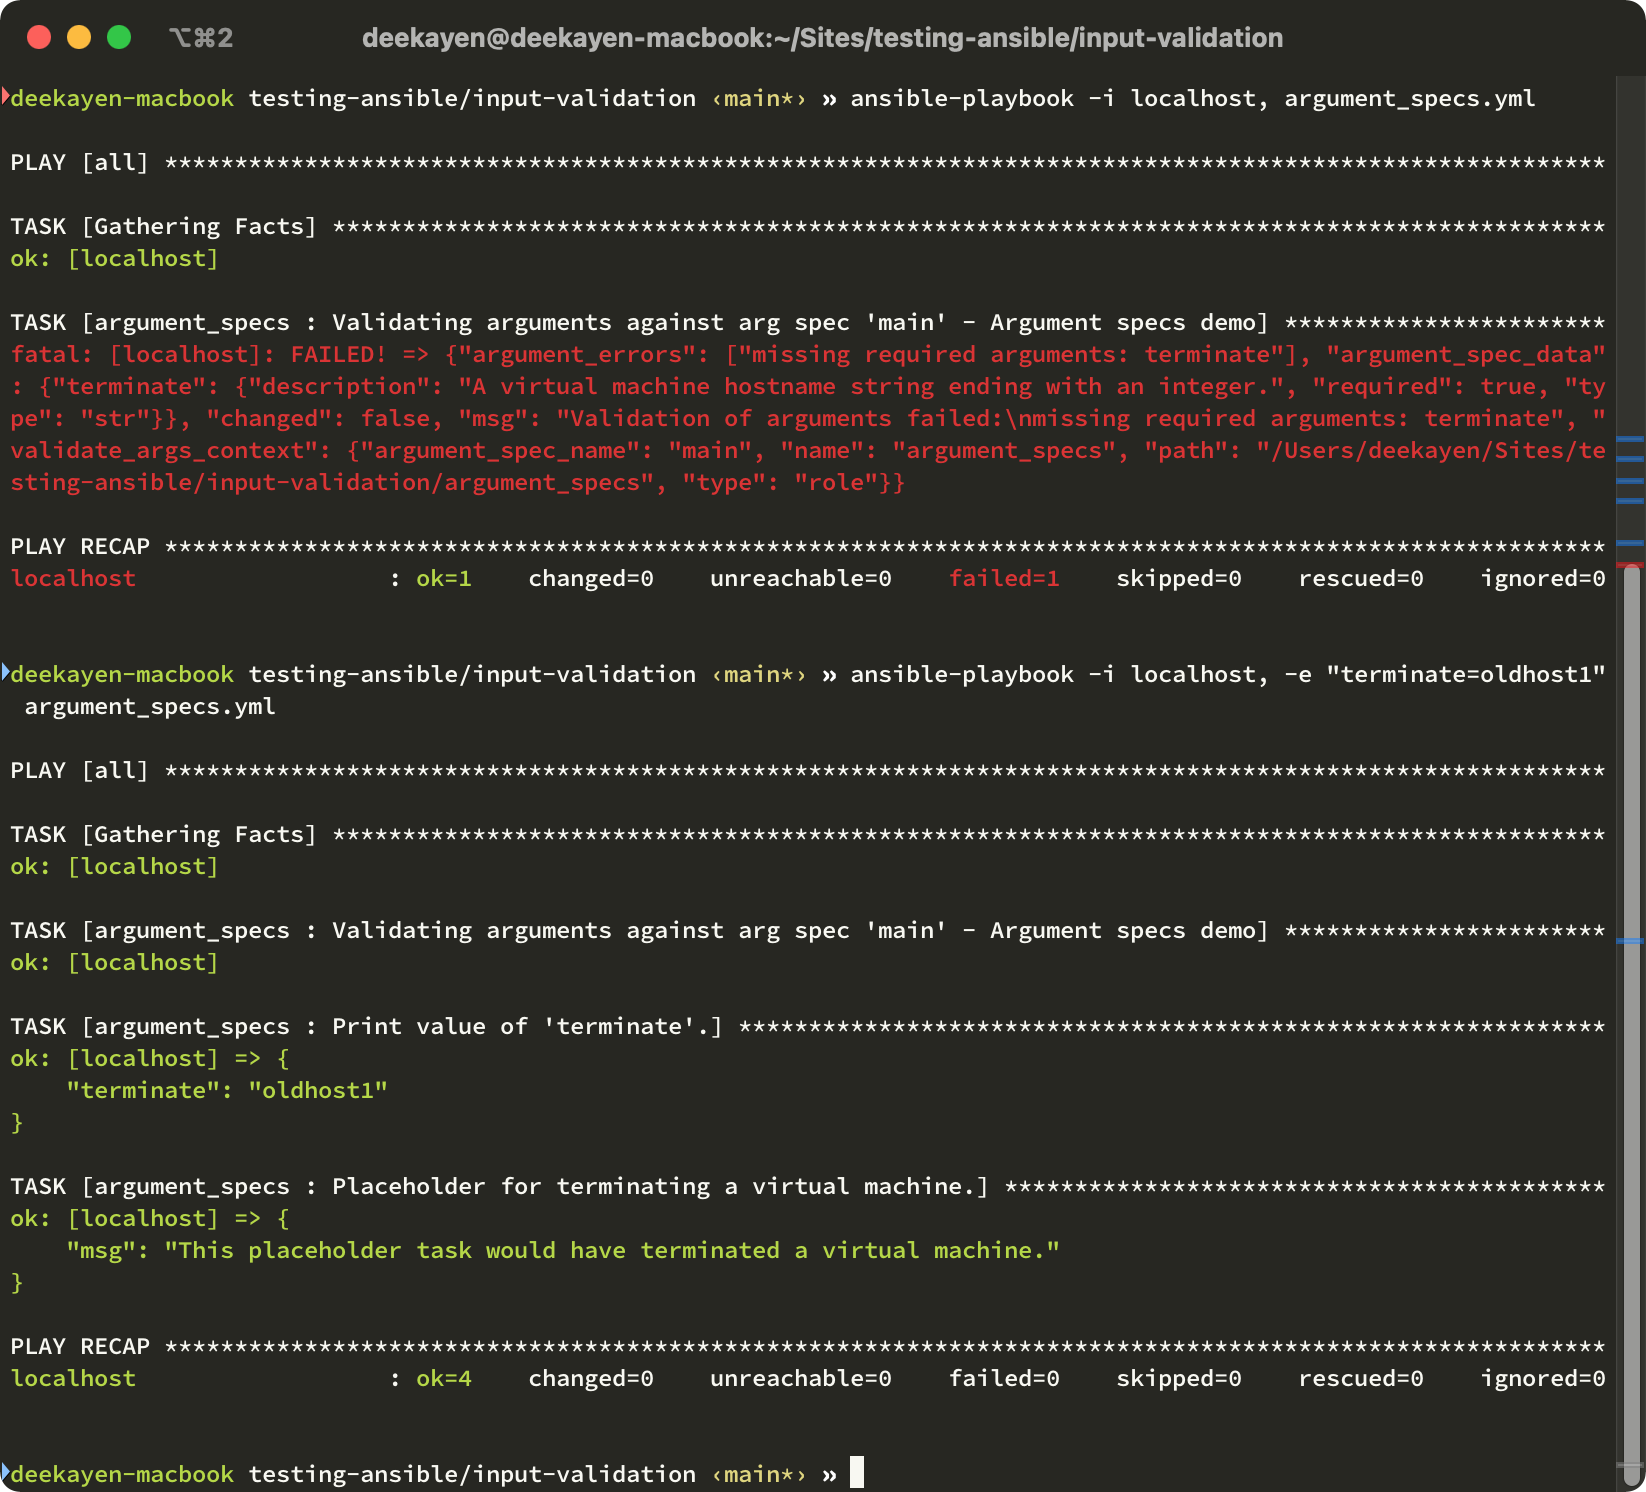 ⌥⌘2 deekayen@deekayen-macbook:~/Sites/testing-ansible/input-validation
deekayen-macbook testing-ansible/input-validation ‹main*› » ansible-playbook -i localhost, argument_specs.yml
PLAY [all] *******************************************************************************************************
TASK [Gathering Facts] *******************************************************************************************
ok: [localhost]
TASK [argument_specs : Validating arguments against arg spec 'main' - Argument specs demo] ***********************
fatal: [localhost]: FAILED! => {"argument_errors": ["missing required arguments: terminate"], "argument_spec_data"
: {"terminate": {"description": "A virtual machine hostname string ending with an integer.", "required": true, "ty
pe": "str"}}, "changed": false, "msg": "Validation of arguments failed:\nmissing required arguments: terminate", "
validate_args_context": {"argument_spec_name": "main", "name": "argument_specs", "path": "/Users/deekayen/Sites/te
sting-ansible/input-validation/argument_specs", "type": "role"}}
PLAY RECAP *******************************************************************************************************
localhost                  : ok=1    changed=0    unreachable=0    failed=1    skipped=0    rescued=0    ignored=0
deekayen-macbook testing-ansible/input-validation ‹main*› » ansible-playbook -i localhost, -e "terminate=oldhost1"
 argument_specs.yml
PLAY [all] *******************************************************************************************************
TASK [Gathering Facts] *******************************************************************************************
ok: [localhost]
TASK [argument_specs : Validating arguments against arg spec 'main' - Argument specs demo] ***********************
ok: [localhost]
TASK [argument_specs : Print value of 'terminate'.] **************************************************************
ok: [localhost] => {
    "terminate": "oldhost1"
}
TASK [argument_specs : Placeholder for terminating a virtual machine.] *******************************************
ok: [localhost] => {
    "msg": "This placeholder task would have terminated a virtual machine."
}
PLAY RECAP *******************************************************************************************************
localhost                  : ok=4    changed=0    unreachable=0    failed=0    skipped=0    rescued=0    ignored=0
deekayen-macbook testing-ansible/input-validation ‹main*› »